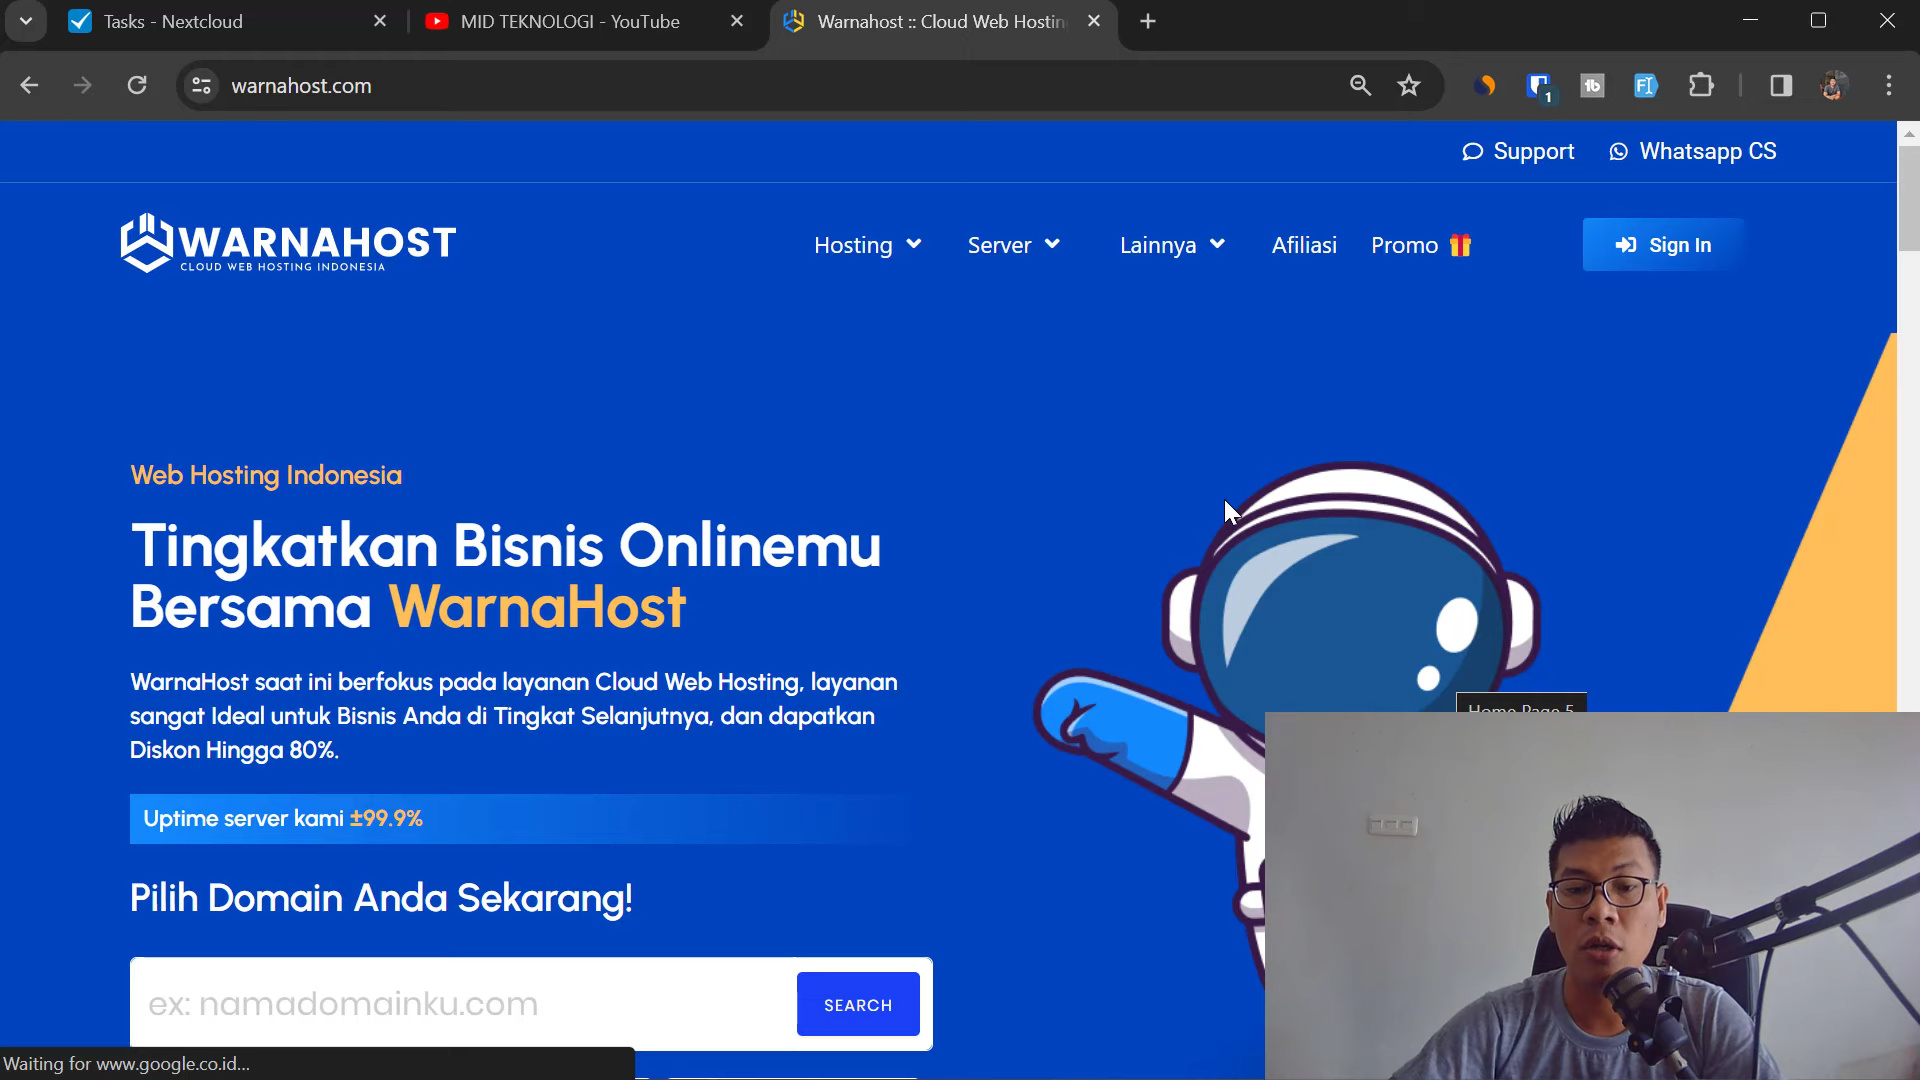 Tasks - Nextcloud
MID TEKNOLOGI - YouTube
Warnahost :: Cloud Web Hostin
warnahost.com
1
Support
Whatsapp CS
WARNAHOST
CLOUD WEB HOSTING INDONESIA
Hosting
Server
Lainnya
Afiliasi
Promo
Sign In
Web Hosting Indonesia
Tingkatkan Bisnis Onlinemu
Bersama WarnaHost
WarnaHost saat ini berfokus pada layanan Cloud Web Hosting, layanan
sangat Ideal untuk Bisnis Anda di Tingkat Selanjutnya, dan dapatkan
Diskon Hingga 80%.
Home Page 5
Uptime server kami ±99.9%
Pilih Domain Anda Sekarang!
ex: namadomainku.com
SEARCH
Waiting for www.google.co.id...